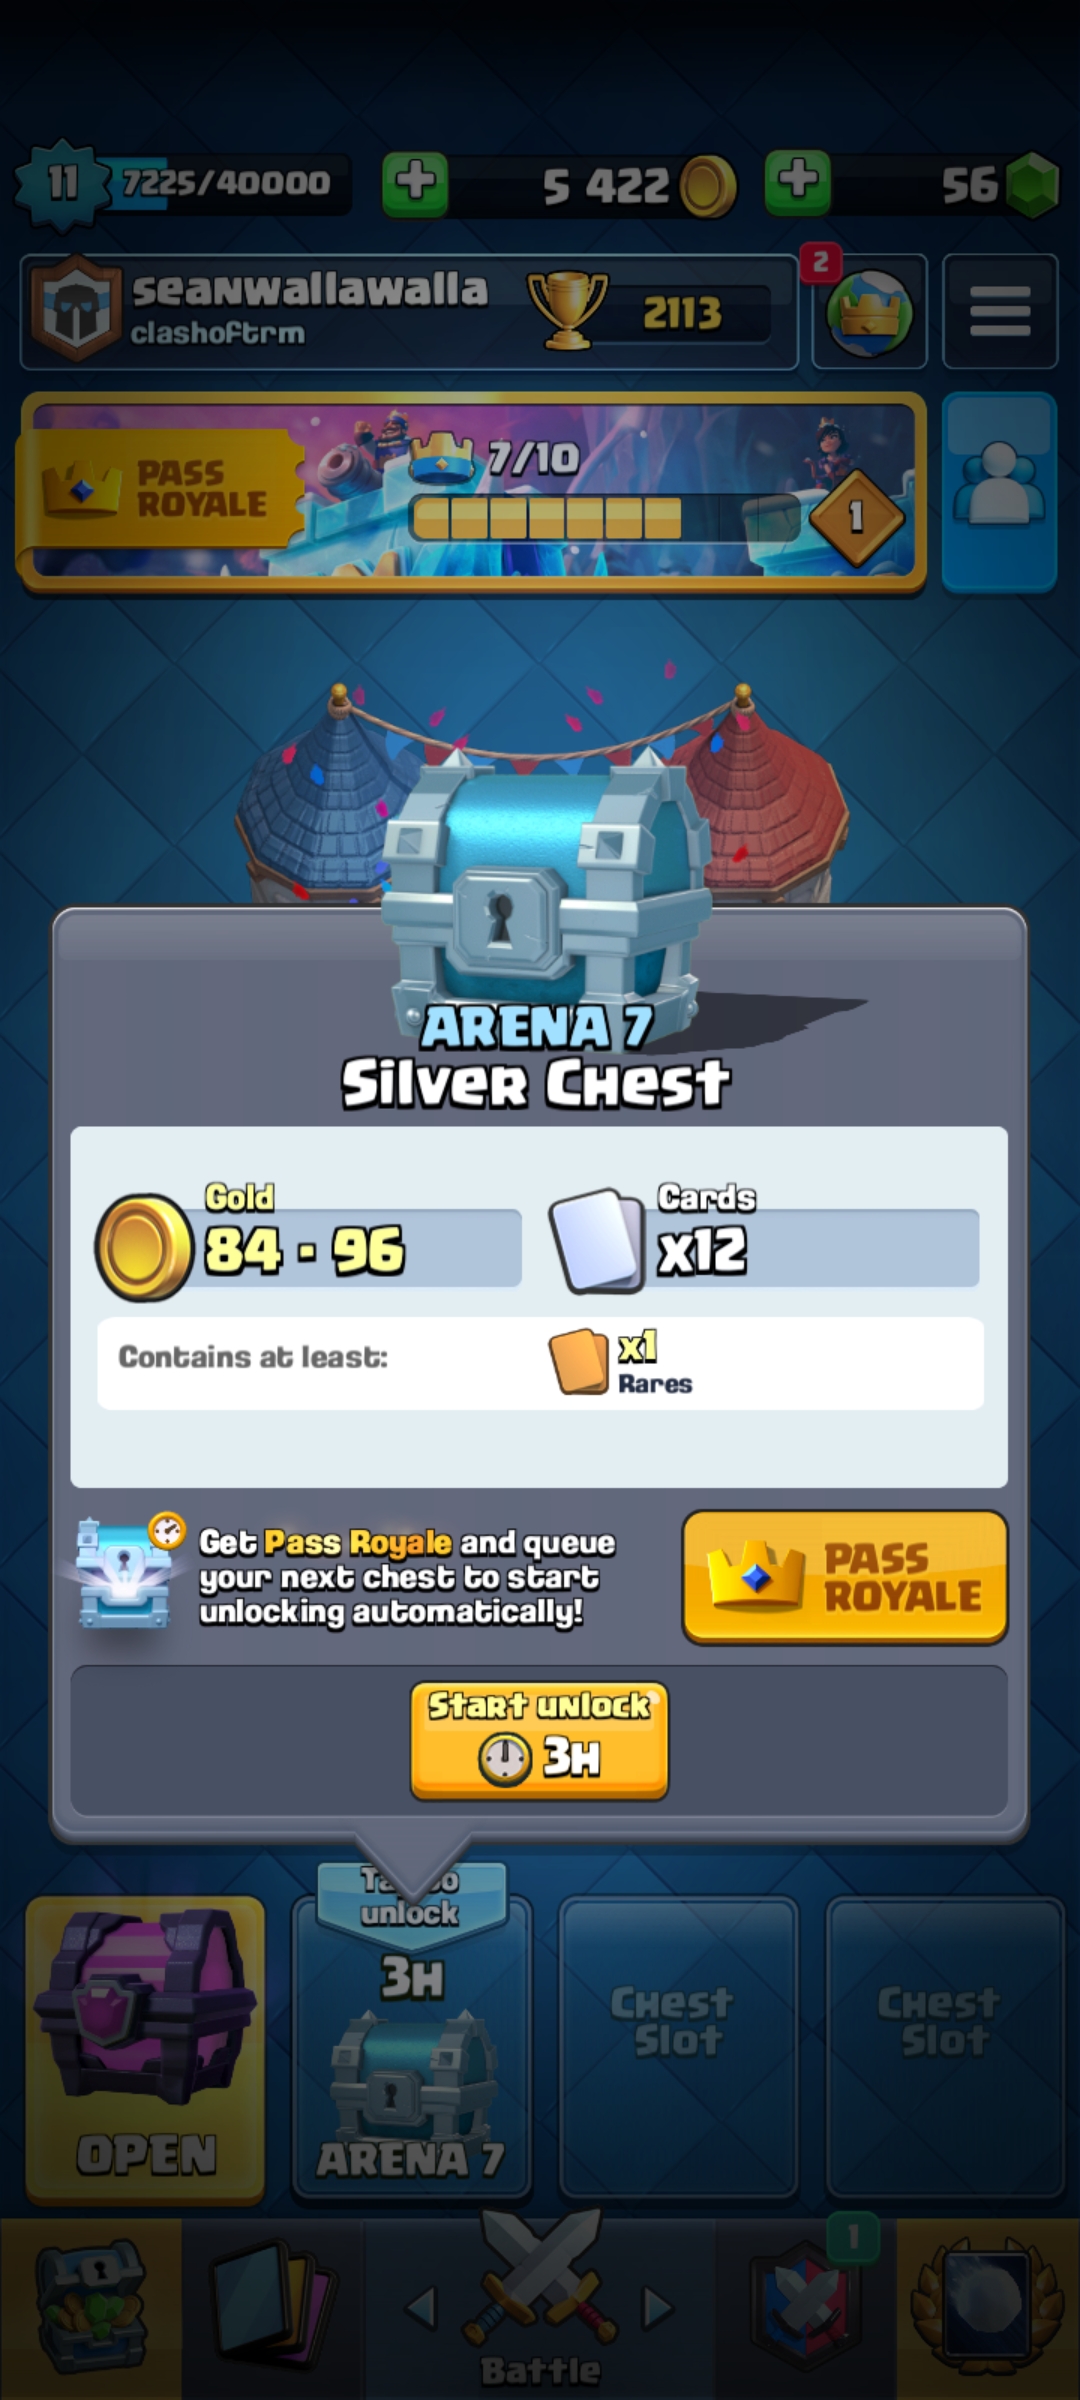 11
7225/40000
5 422
56
seanwallawalla
clashoftrm
2113
2
PASS
ROYALE
7/10
1
ARENA 7
Silver Chest
Gold
84 - 96
Cards
x12
Contains at least:
x1
Rares
Get Pass Royale and queue
your next chest to start
unlocking automatically!
PASS
ROYALE
Start unlock
3H
unlock
3H
ARENA 7
OPEN
Chest
Slot
Chest
Slot
1
Battle